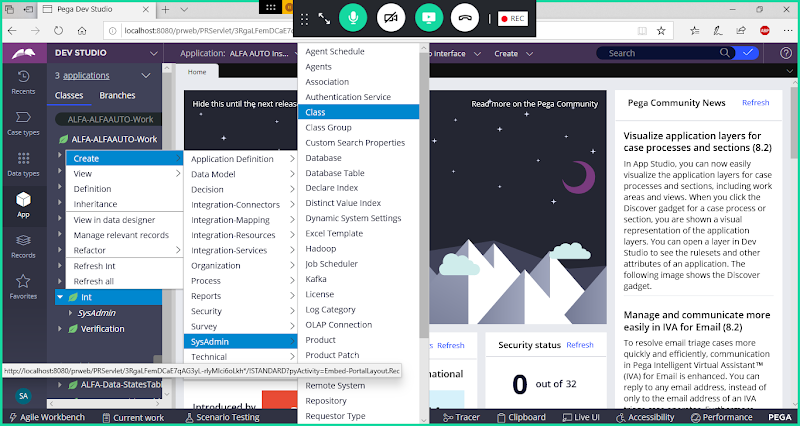 Pega Dev Studio
localhost:8080/prweb/PRServlet/3RgaLFemDCaE7q
REC
ABP
DEV STUDIO
Application: ALFA AUTO Ins...
Interface
Create
Search
Recents
Case types
Data types
App
Records
Favorites
SA
3 applications
Classes
Branches
ALFA-ALFAAUTO-Work
ALFA-ALFAAUTO-Work
Create
View
Definition
Inheritance
View in data designer
Manage relevant records
Refactor
Refresh Int
Refresh all
Int
SysAdmin
Verification
ALFA-Data-StatesTable
Application Definition
Data Model
Decision
Integration-Connectors
Integration-Mapping
Integration-Resources
Integration-Services
Organization
Process
Reports
Security
Survey
SysAdmin
Technical
Agent Schedule
Agents
Association
Authentication Service
Class
Class Group
Custom Search Properties
Database
Database Table
Declare Index
Distinct Value Index
Dynamic System Settings
Excel Template
Hadoop
Job Scheduler
Kafka
License
Log Category
OLAP Connection
Product
Product Patch
Remote System
Repository
Requestor Type
Home
Hide this until the next release
Read more on the Pega Community
Introduced by
Refresh
Security status
Refresh
0 out of 32
Pega Community News
Refresh
Visualize application layers for
case processes and sections (8.2)
In App Studio, you can now easily
visualize the application layers for
case processes and sections, including work
areas and views. When you click the
Discover gadget for a case process or
section, you are shown a visual
representation of the application
layers. You can open a layer in Dev
Studio to see the rulesets and other
attributes of an application. The
following image shows the Discover
gadget.
Manage and communicate more
easily in IVA for Email (8.2)
To resolve email triage cases more
quickly and efficiently, communication
in Pega Intelligent Virtual Assistant™
(IVA) for Email is enhanced. You can
reply to any email address, instead of
only to the email address of an IVA
http://localhost:8080/prweb/PRServlet/3RgaLFemDCaE7qAG3yL-rlyMlci6oLkh*/!STANDARD?pyActivity=Embed-PortalLayout.Rec
Agile Workbench
Current work
Scenario Testing
Tracer
Clipboard
Live UI
Accessibility
Performance
PEGA